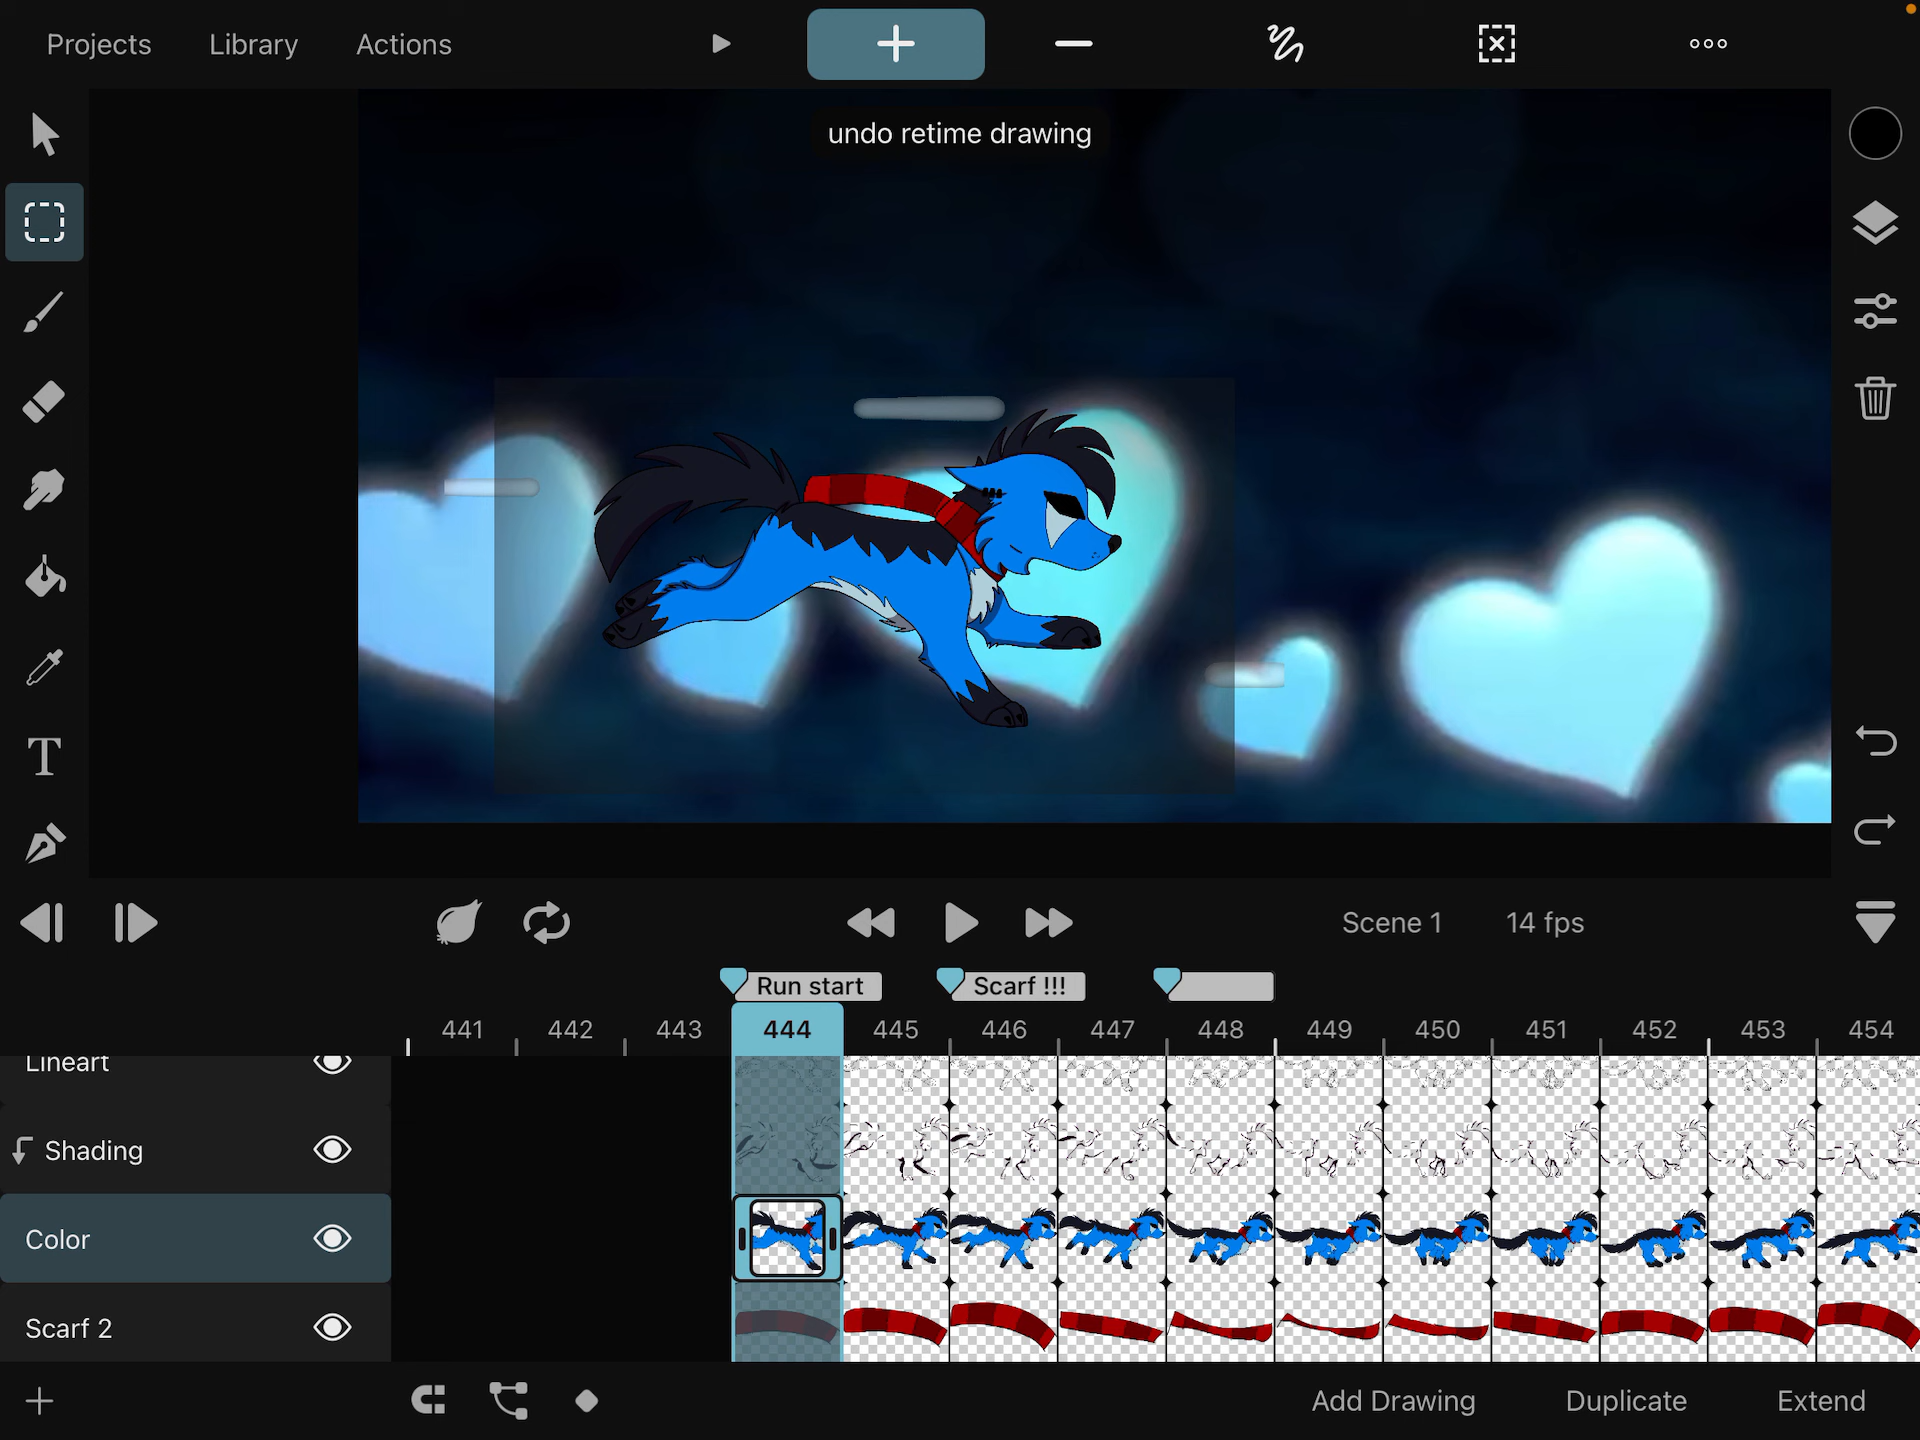 Projects Library Actions
undo retime drawing
T
Scene 1 14 fps
Run start Scarf !!!
441 442 443 444 445 446 447 448 449 450 451 452 453 454
Lineart
Shading
Color
Scarf 2
Add Drawing Duplicate Extend